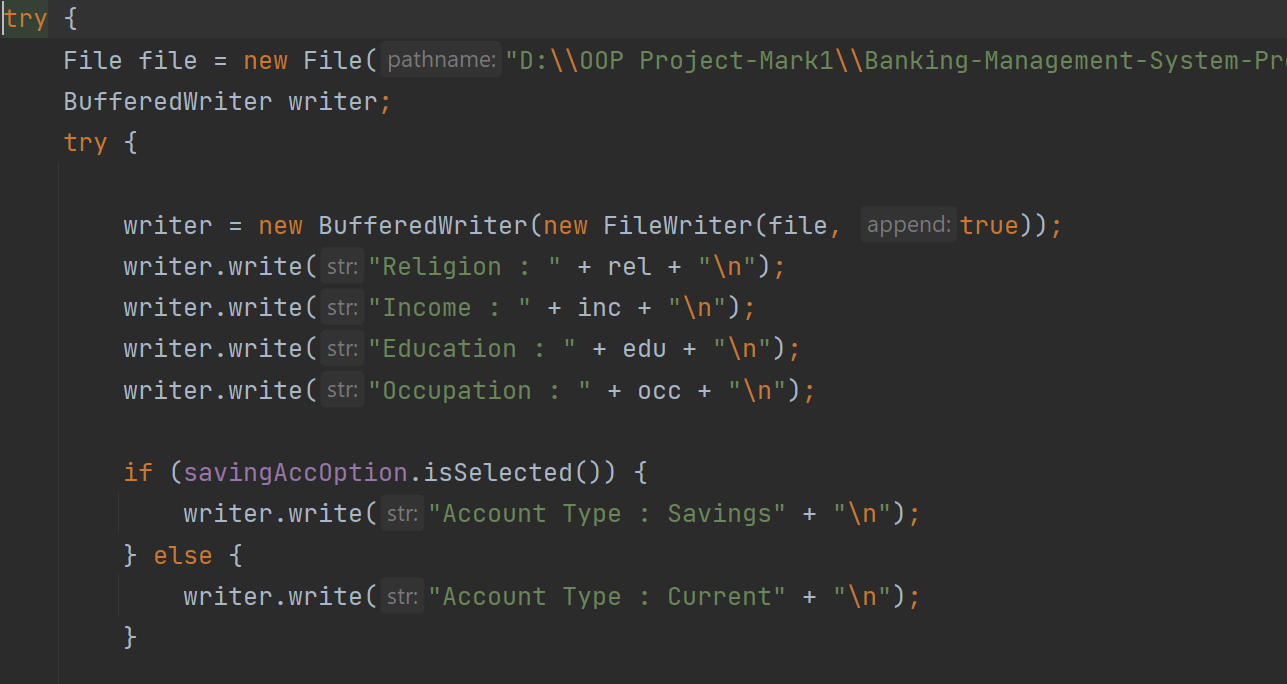 try {
    File file = new File( pathname: "D:\\OOP Project-Mark1\\Banking-Management-System-Pr
    BufferedWriter writer;
    try {
        writer = new BufferedWriter(new FileWriter(file, append: true));
        writer.write( str: "Religion : " + rel + "\n");
        writer.write( str: "Income : " + inc + "\n");
        writer.write( str: "Education : " + edu + "\n");
        writer.write( str: "Occupation : " + occ + "\n");
        if (savingAccOption.isSelected()) {
            writer.write( str: "Account Type : Savings" + "\n");
        } else {
            writer.write( str: "Account Type : Current" + "\n");
        }